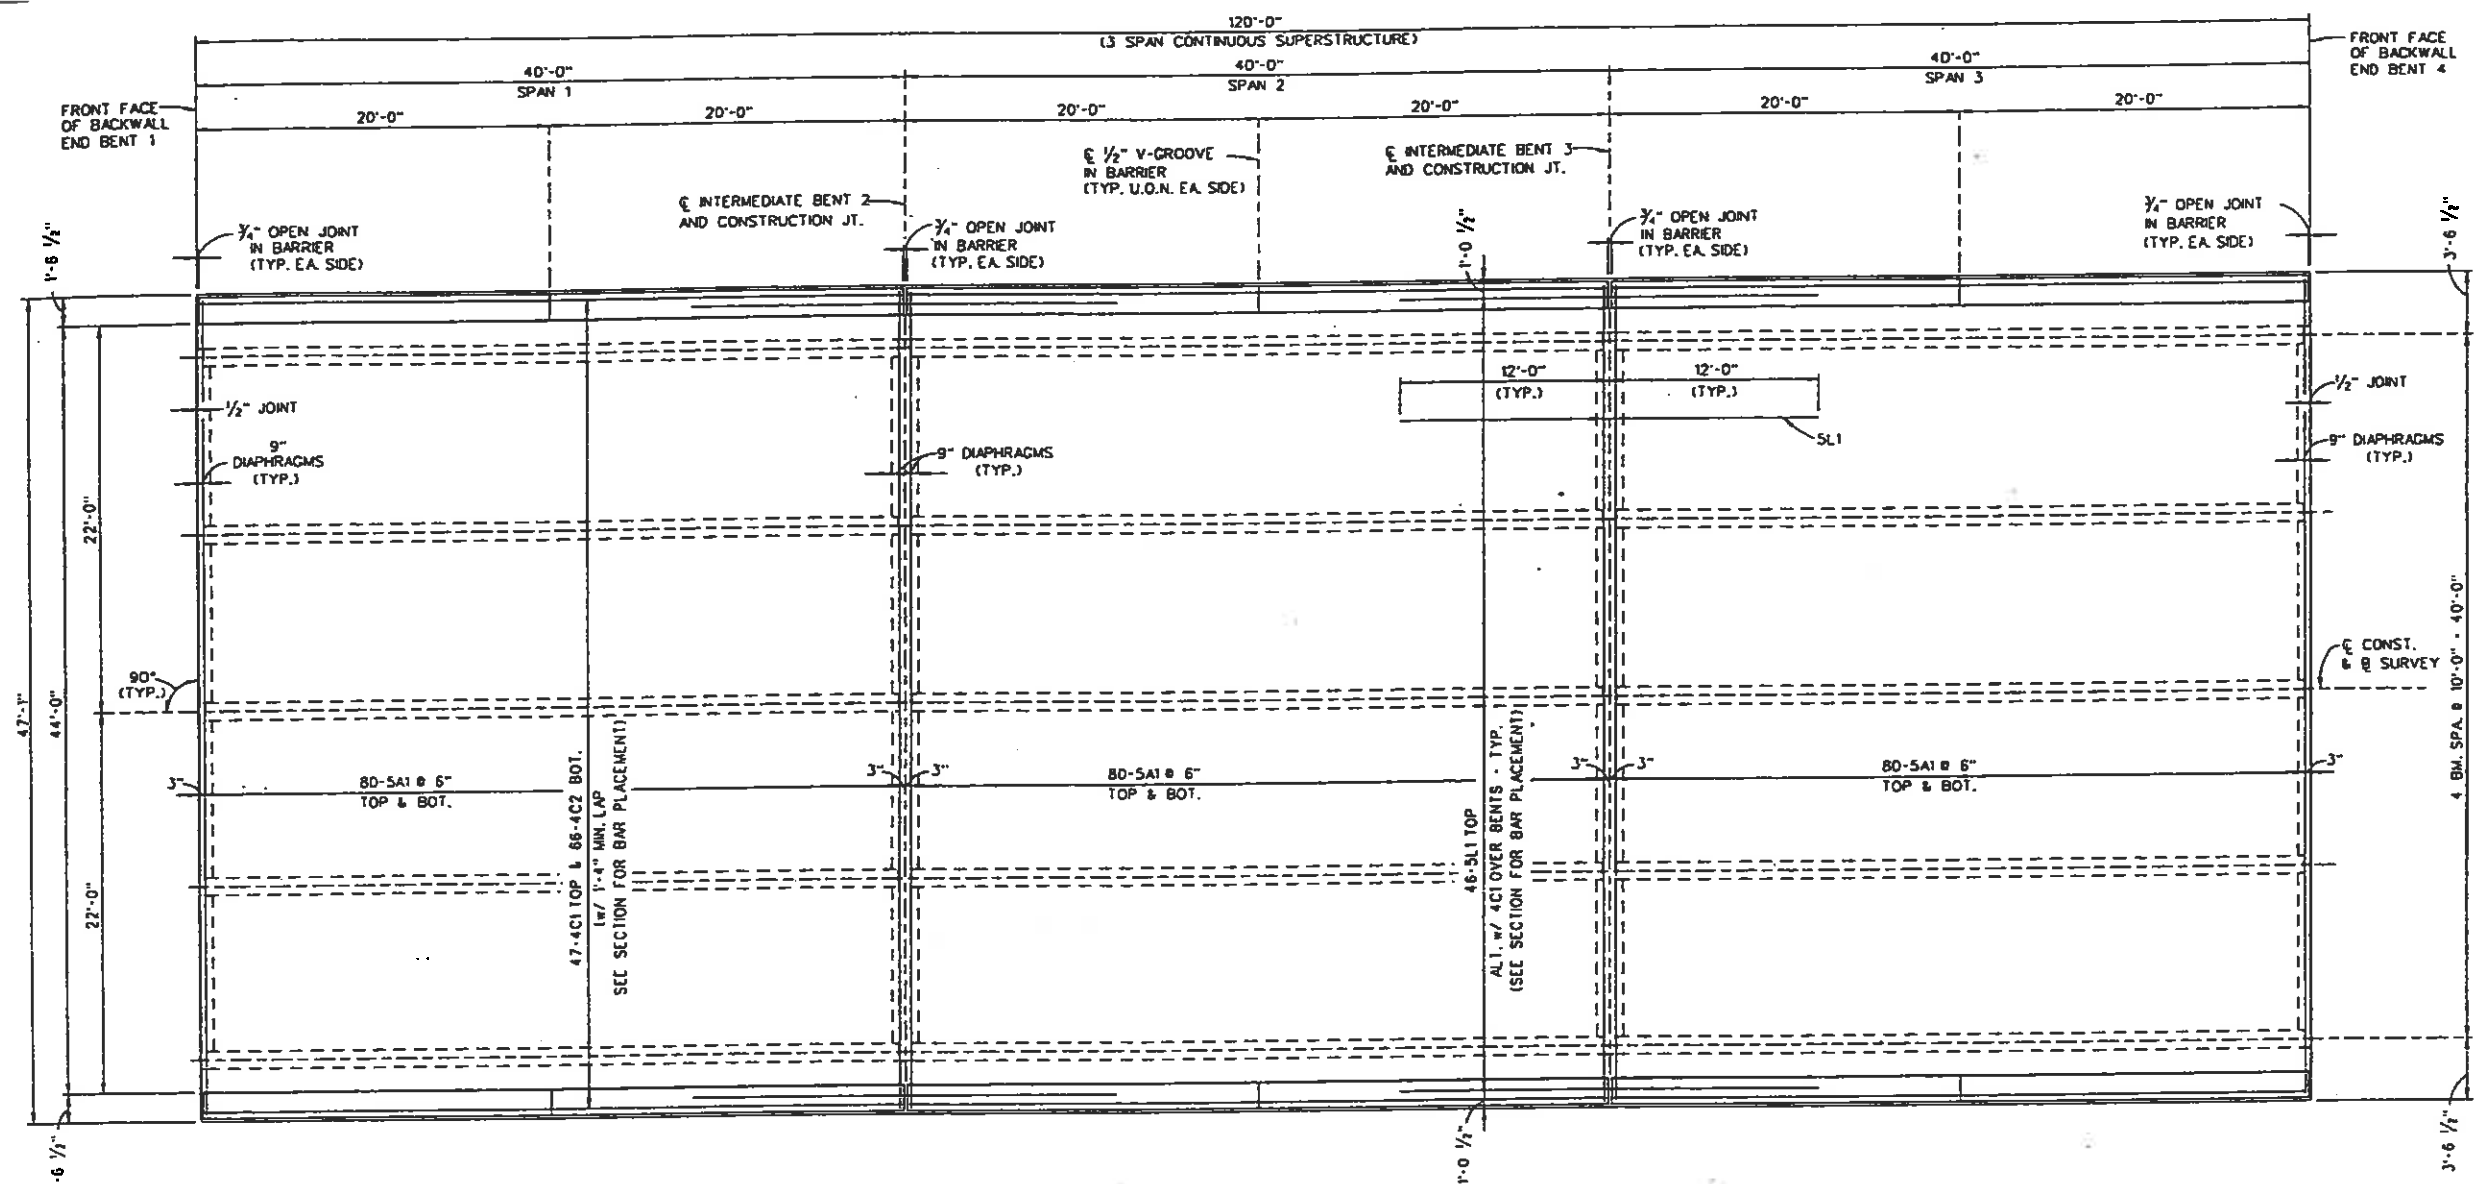 120'-0"
(3 SPAN CONTINUOUS SUPERSTRUCTURE)
FRONT FACE
OF BACKWALL
END BENT 4
40'-0"
SPAN 1
40'-0"
SPAN 2
40'-0"
SPAN 3
FRONT FACE
OF BACKWALL
END BENT 1
20'-0"
20'-0"
20'-0"
20'-0"
20'-0"
20'-0"
℄ 1/2" V-GROOVE
IN BARRIER
(TYP. U.O.N. EA. SIDE)
℄ INTERMEDIATE BENT 3
AND CONSTRUCTION JT.
℄ INTERMEDIATE BENT 2
AND CONSTRUCTION JT.
1'-6 1/2"
3/4" OPEN JOINT
IN BARRIER
(TYP. EA. SIDE)
3/4" OPEN JOINT
IN BARRIER
(TYP. EA. SIDE)
1'-0 1/2"
3/4" OPEN JOINT
IN BARRIER
(TYP. EA. SIDE)
3/4" OPEN JOINT
IN BARRIER
(TYP. EA. SIDE)
3'-6 1/2"
12'-0"
(TYP.)
12'-0"
(TYP.)
5L1
1/2" JOINT
1/2" JOINT
9"
DIAPHRAGMS
(TYP.)
9" DIAPHRAGMS
(TYP.)
9" DIAPHRAGMS
(TYP.)
22'-0"
47'-1"
44'-0"
90°
(TYP.)
℄ CONST.
& B SURVEY
4 BM. SPA. @ 10'-0" - 40'-0"
3"
80-5A1 @ 6"
TOP & BOT.
47-4C1 TOP & 66-4C2 BOT.
(w/ 1'-4" MIN. LAP
SEE SECTION FOR BAR PLACEMENT)
3"
3"
80-5A1 @ 6"
TOP & BOT.
46-5L1 TOP
ALT. w/ 4C1 OVER BENTS - TYP.
(SEE SECTION FOR BAR PLACEMENT)
3"
3"
80-5A1 @ 6"
TOP & BOT.
3"
22'-0"
-6 1/2"
1'-0 1/2"
3'-6 1/2"